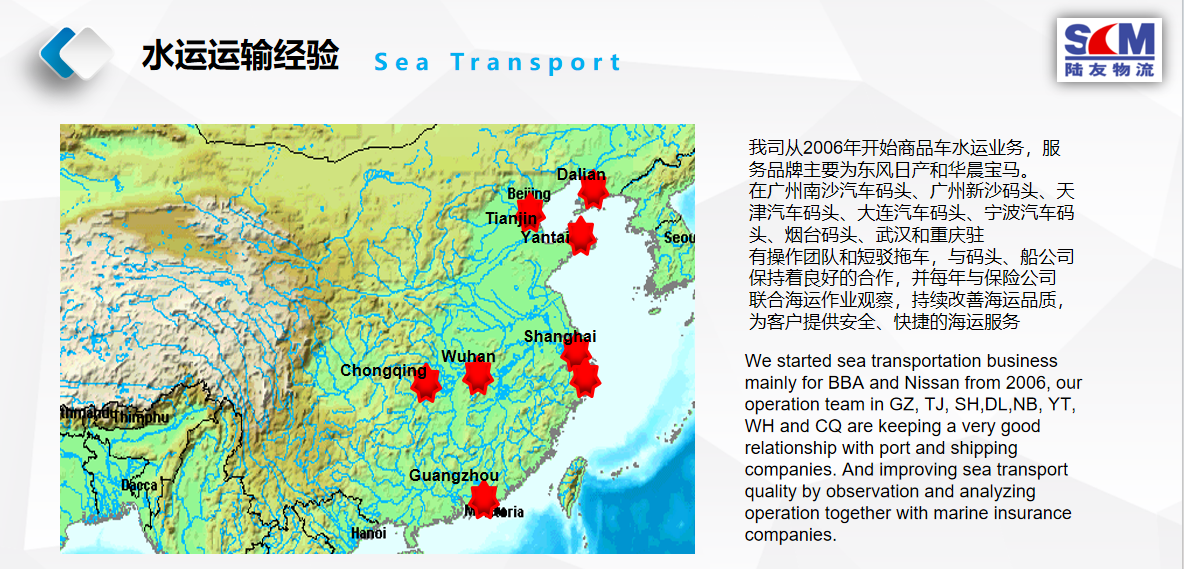 水运运输经验 Sea Transport
SCM
陆友物流
Dalian
Beijing
Tianjin
Yantai
Seou
Shanghai
Wuhan
Chongqing
Thimphu
Guangzhou
Dacca
Hanoi
我司从2006年开始商品车水运业务，服
务品牌主要为东风日产和华晨宝马。
在广州南沙汽车码头、广州新沙码头、天
津汽车码头、大连汽车码头、宁波汽车码
头、烟台码头、武汉和重庆驻
有操作团队和短驳拖车，与码头、船公司
保持着良好的合作，并每年与保险公司
联合海运作业观察，持续改善海运品质，
为客户提供安全、快捷的海运服务
We started sea transportation business
mainly for BBA and Nissan from 2006, our
operation team in GZ, TJ, SH,DL,NB, YT,
WH and CQ are keeping a very good
relationship with port and shipping
companies. And improving sea transport
quality by observation and analyzing
operation together with marine insurance
companies.